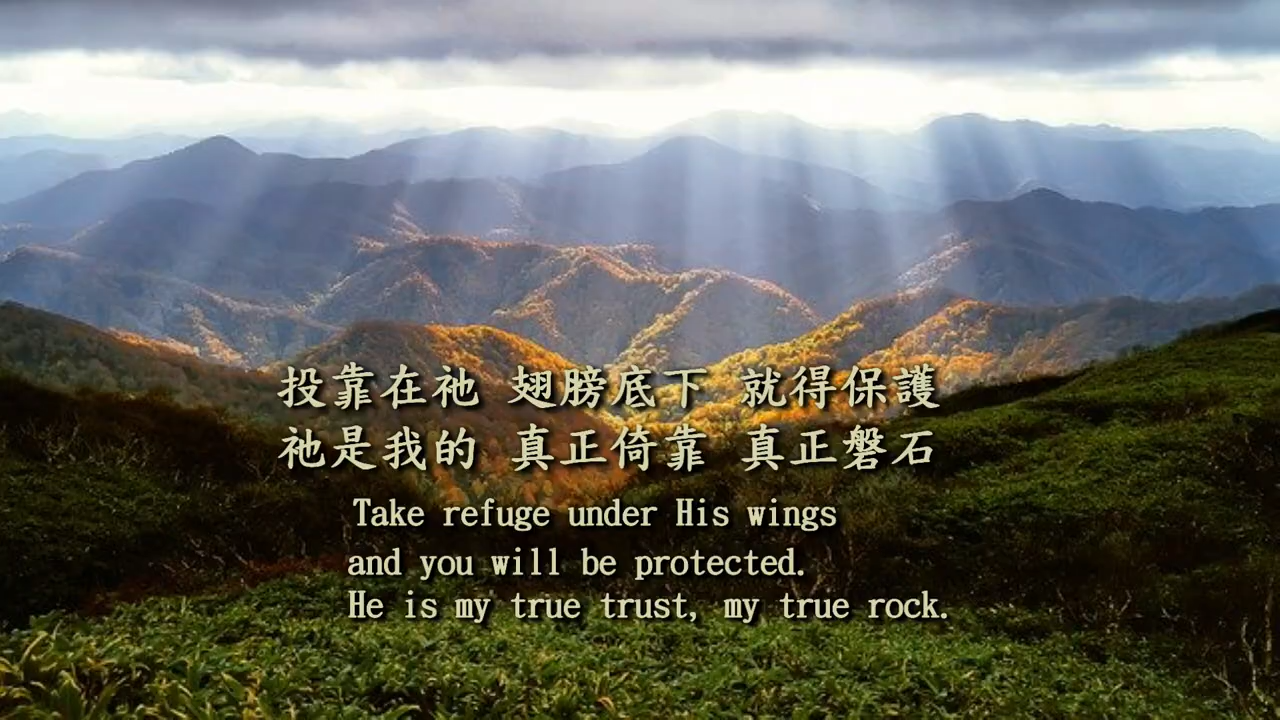 投靠在祂 翅膀底下 就得保護
祂是我的 真正倚靠 真正磐石
Take refuge under His wings
and you will be protected.
He is my true trust, my true rock.